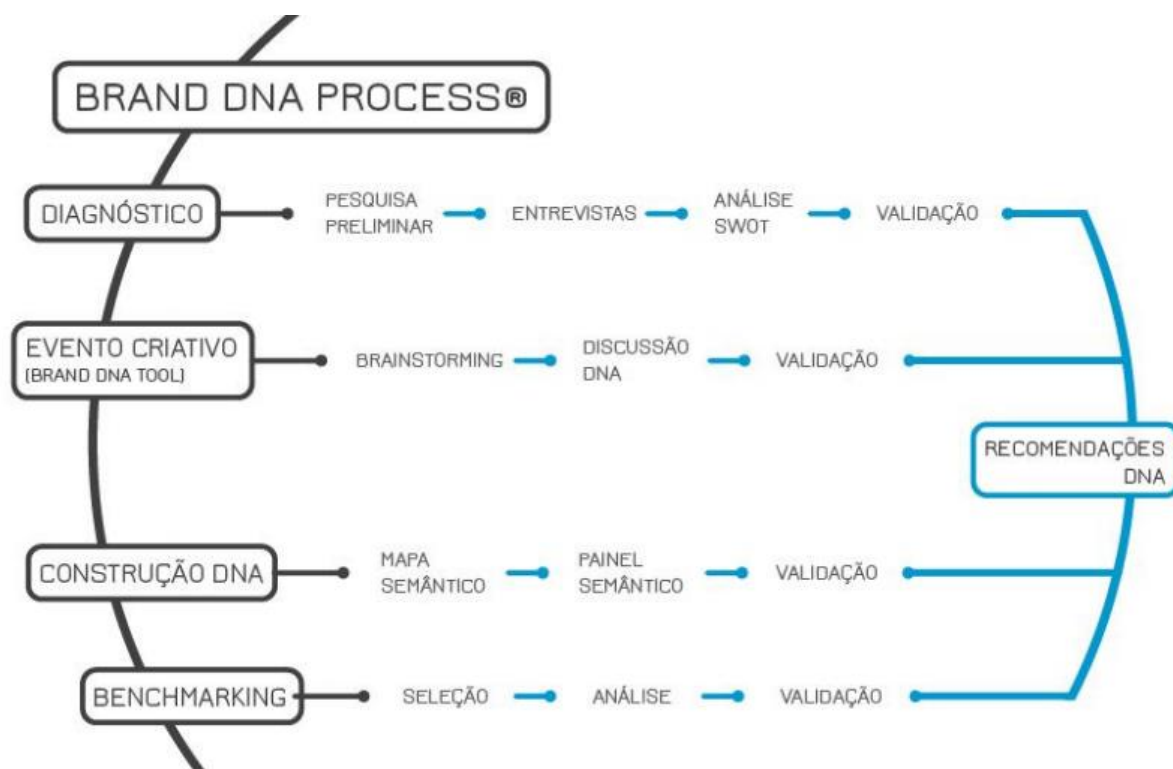 BRAND DNA PROCESS®
DIAGNÓSTICO
PESQUISA
PRELIMINAR
ENTREVISTAS
ANÁLISE
SWOT
VALIDAÇÃO
EVENTO CRIATIVO
(BRAND DNA TOOL)
BRAINSTORMING
DISCUSSÃO
DNA
VALIDAÇÃO
RECOMENDAÇÕES
DNA
CONSTRUÇÃO DNA
MAPA
SEMÂNTICO
PAINEL
SEMÂNTICO
VALIDAÇÃO
BENCHMARKING
SELEÇÃO
ANÁLISE
VALIDAÇÃO